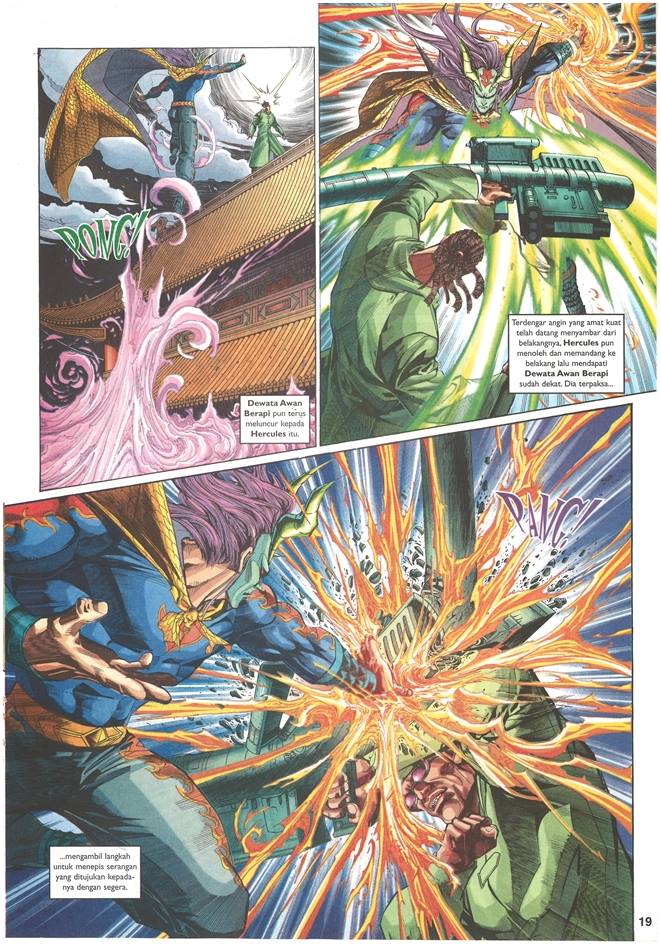 PONG!
Dewata Awan
Berapi pun terus
meluncur kepada
Hercules itu.
Terdengar angin yang amat kuat
telah datang menyambar dari
belakangnya, Hercules pun
menoleh dan memandang ke
belakang lalu mendapati
Dewata Awan Berapi
sudah dekat. Dia terpaksa...
PANG!
...mengambil langkah
untuk menepis serangan
yang ditujukan kepada-
nya dengan segera.
19